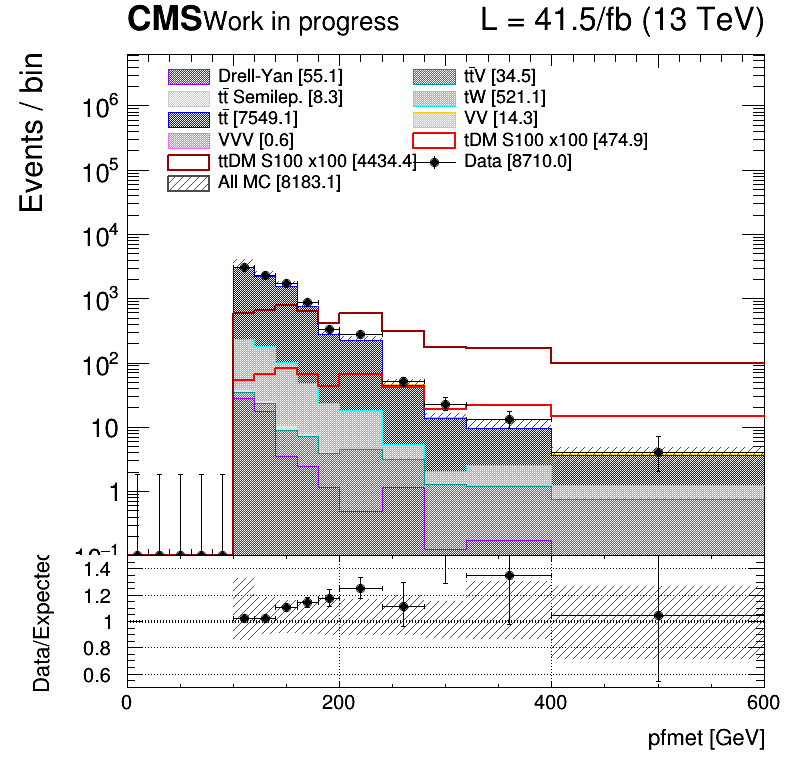 CMS Work in progress L = 41.5/fb (13 TeV)
Events / bin
Drell-Yan [55.1] tt̄V [34.5]
tt̄ Semilep. [8.3] tW [521.1]
tt̄ [7549.1] VV [14.3]
VVV [0.6] tDM S100 x100 [474.9]
ttDM S100 x100 [4434.4] Data [8710.0]
All MC [8183.1]
10⁶
10⁵
10⁴
10³
10²
10
1
10⁻¹
Data/Expected
1.4
1.2
1
0.8
0.6
0 200 400 600
pfmet [GeV]